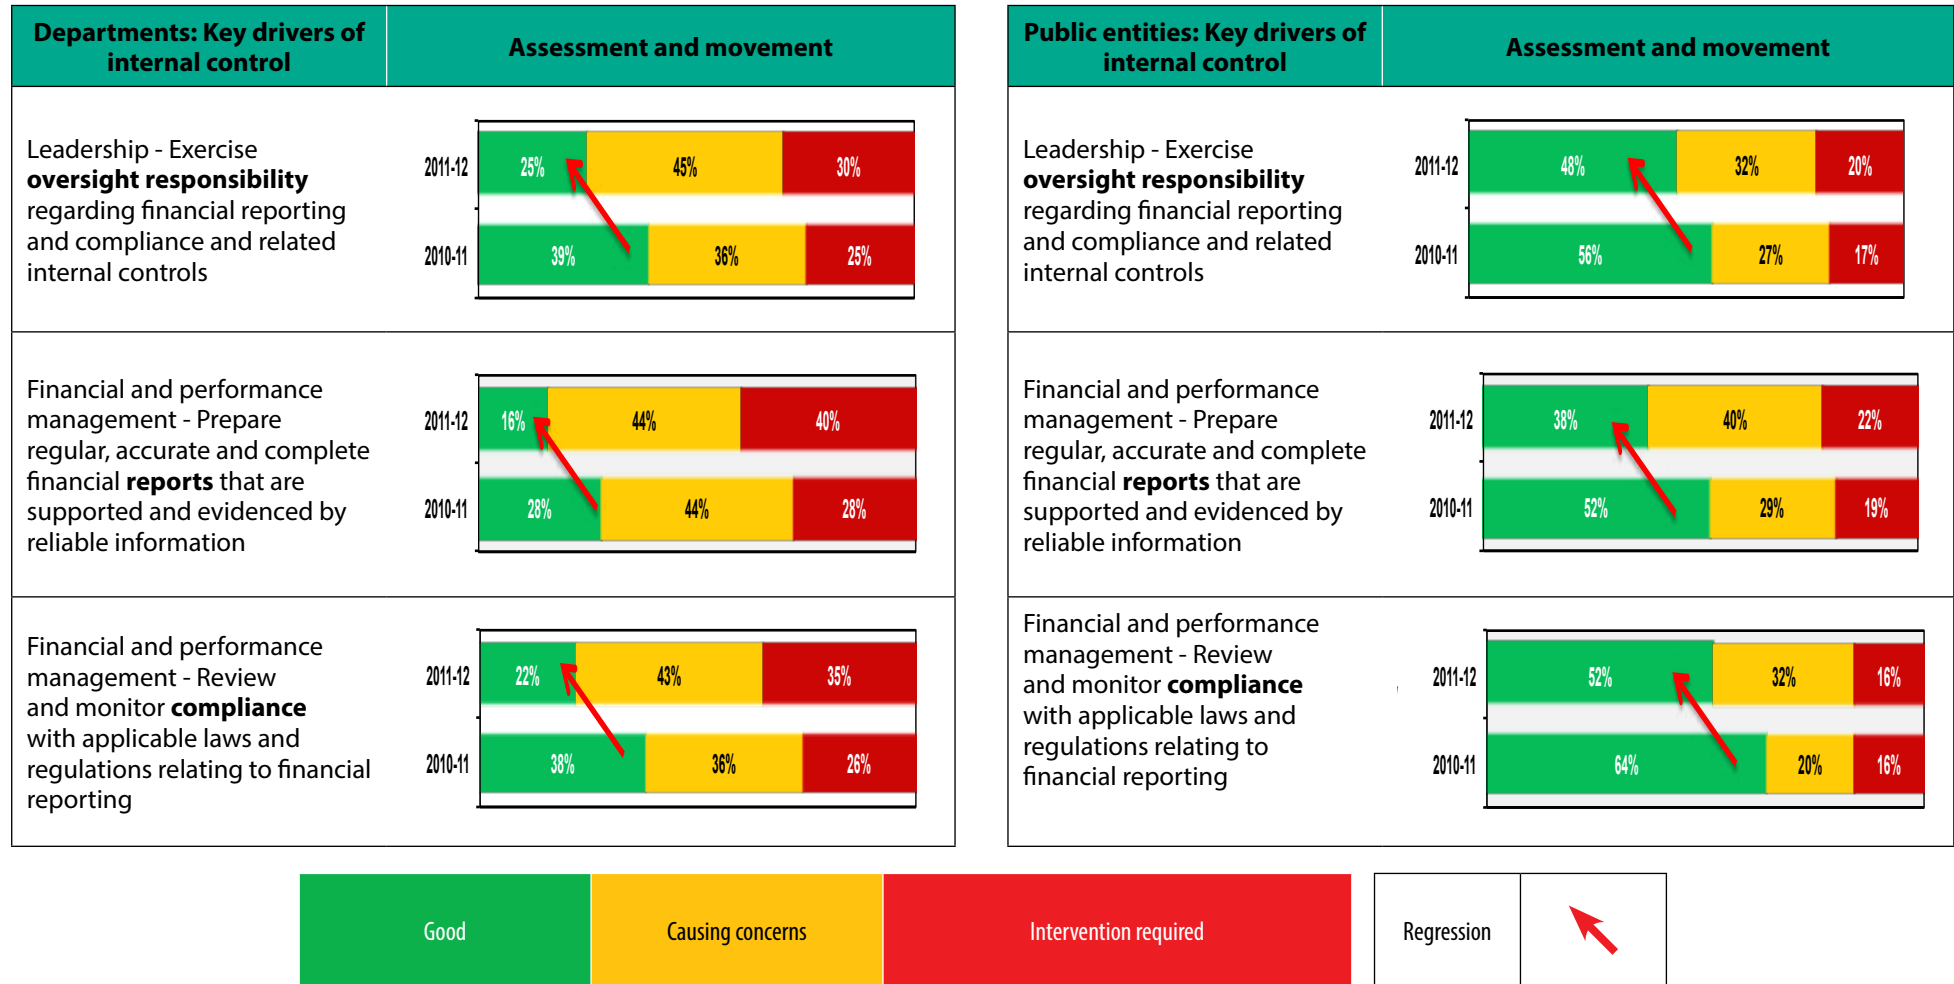 Departments: Key drivers of
internal control
Assessment and movement
Leadership - Exercise
oversight responsibility
regarding financial reporting
and compliance and related
internal controls
2011-12 25% 45% 30%
2010-11 39% 36% 25%
Financial and performance
management - Prepare
regular, accurate and complete
financial reports that are
supported and evidenced by
reliable information
2011-12 16% 44% 40%
2010-11 28% 44% 28%
Financial and performance
management - Review
and monitor compliance
with applicable laws and
regulations relating to financial
reporting
2011-12 22% 43% 35%
2010-11 38% 36% 26%
Public entities: Key drivers of
internal control
Assessment and movement
Leadership - Exercise
oversight responsibility
regarding financial reporting
and compliance and related
internal controls
2011-12 48% 32% 20%
2010-11 56% 27% 17%
Financial and performance
management - Prepare
regular, accurate and complete
financial reports that are
supported and evidenced by
reliable information
2011-12 38% 40% 22%
2010-11 52% 29% 19%
Financial and performance
management - Review
and monitor compliance
with applicable laws and
regulations relating to
financial reporting
2011-12 52% 32% 16%
2010-11 64% 20% 16%
Good
Causing concerns
Intervention required
Regression